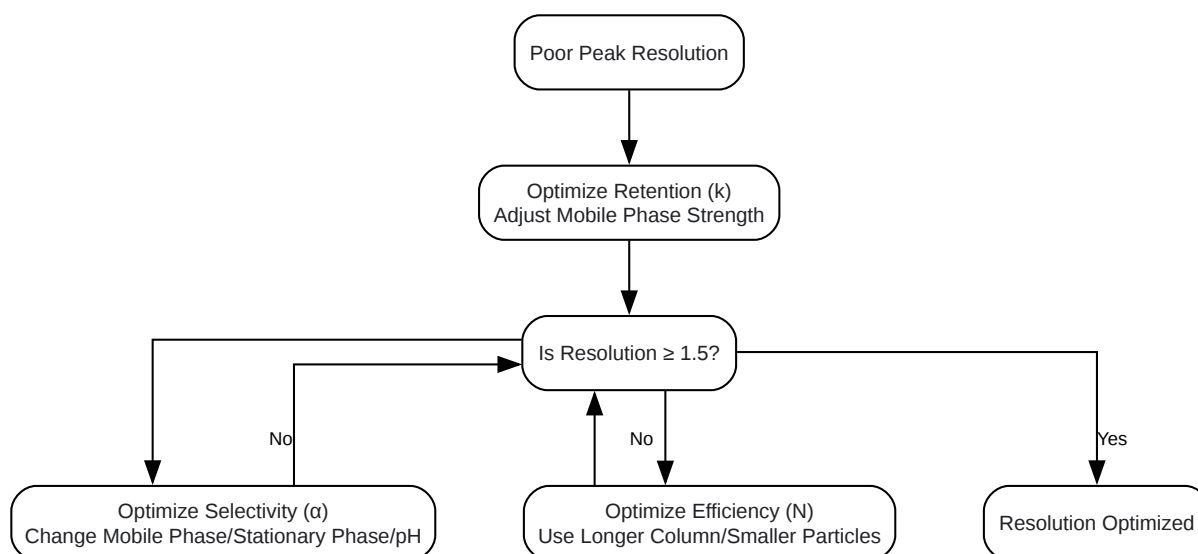 Poor Peak Resolution
Optimize Retention (k)
Adjust Mobile Phase Strength
Is Resolution ≥ 1.5?
No
No
Yes
Optimize Selectivity (α)
Change Mobile Phase/Stationary Phase/pH
Optimize Efficiency (N)
Use Longer Column/Smaller Particles
Resolution Optimized